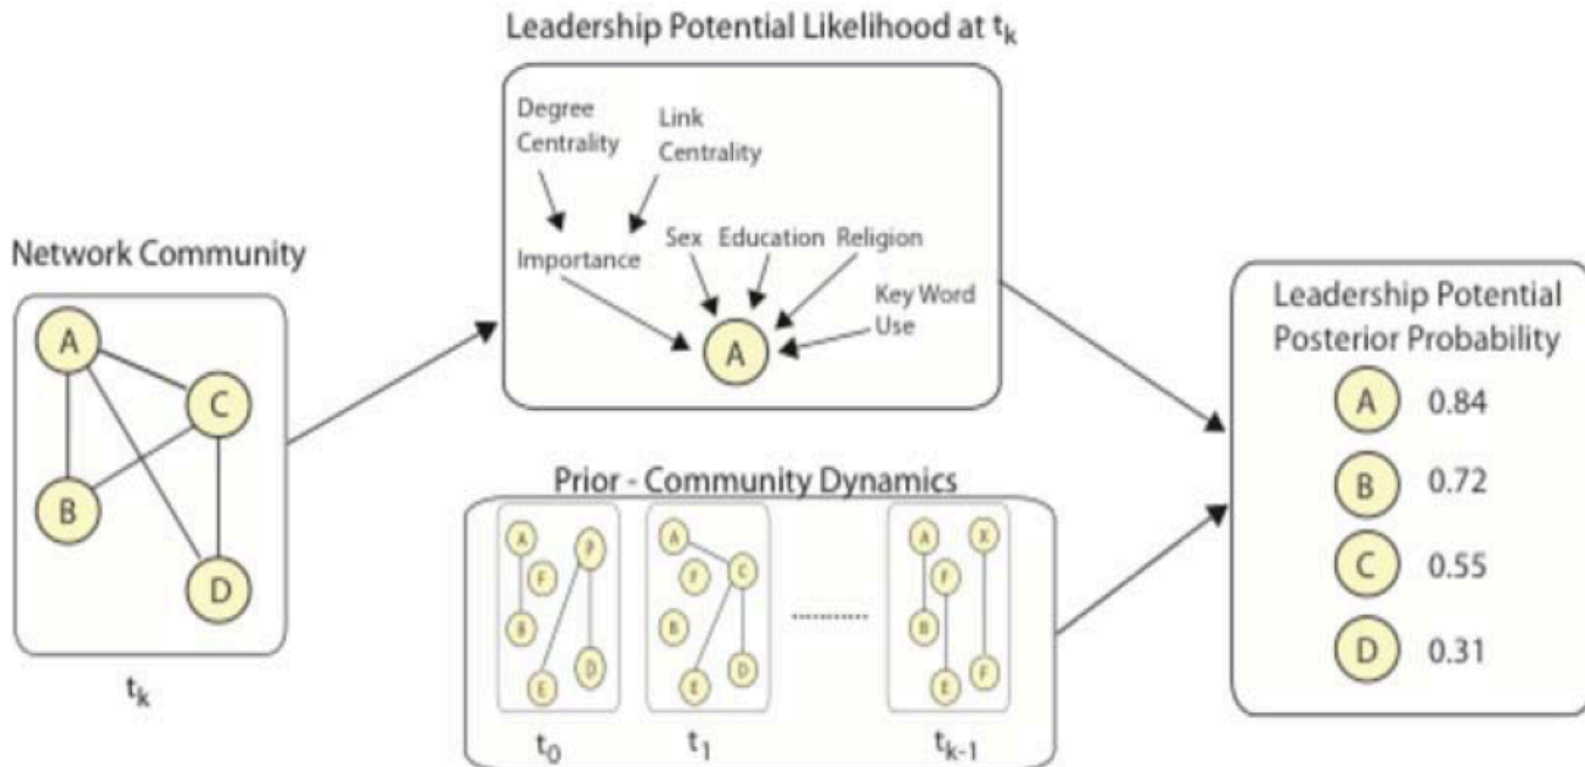 Leadership Potential Likelihood at tk
Degree
Centrality
Link
Centrality
Importance
Sex Education Religion
Key Word
Use
A
Network Community
A
C
B
D
tk
Prior - Community Dynamics
A
P
F
B
D
E
t0
A
C
F
B
D
E
t1
...........
A
X
F
B
F
E
tk-1
Leadership Potential
Posterior Probability
A 0.84
B 0.72
C 0.55
D 0.31